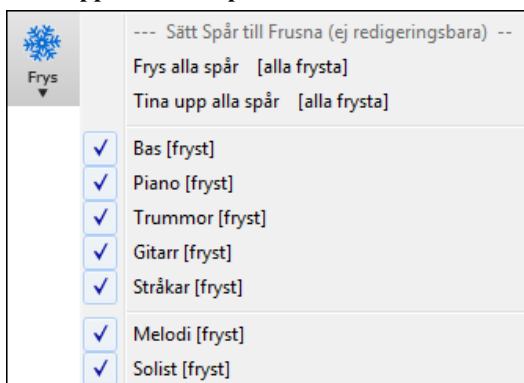 --- Sätt Spår till Frusna (ej redigeringsbara) --
Frys
Frys alla spår [alla frysta]
Tina upp alla spår [alla frysta]
Bas [fryst]
Piano [fryst]
Trummor [fryst]
Gitarr [fryst]
Stråkar [fryst]
Melodi [fryst]
Solist [fryst]